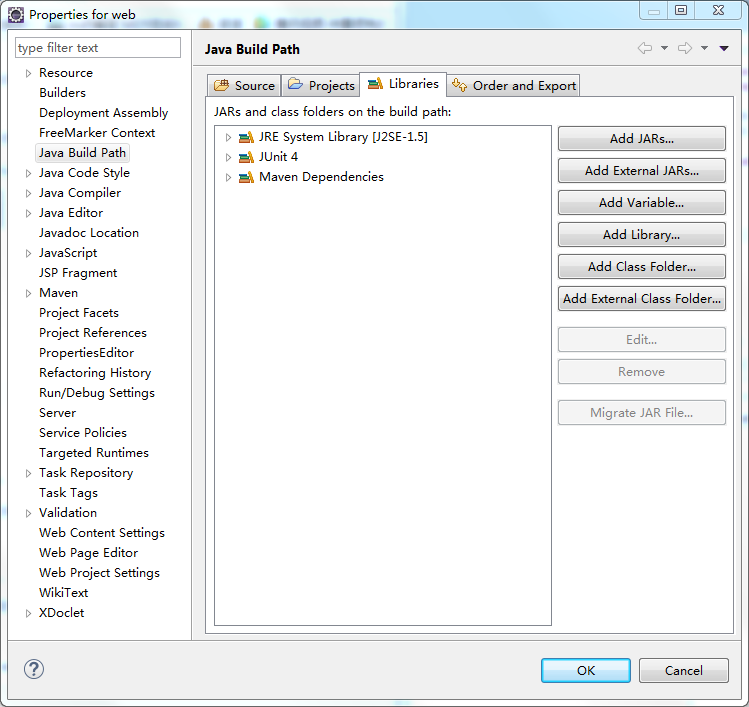 Properties for web
type filter text
Resource
Builders
Deployment Assembly
FreeMarker Context
Java Build Path
Java Code Style
Java Compiler
Java Editor
Javadoc Location
JavaScript
JSP Fragment
Maven
Project Facets
Project References
PropertiesEditor
Refactoring History
Run/Debug Settings
Server
Service Policies
Targeted Runtimes
Task Repository
Task Tags
Validation
Web Content Settings
Web Page Editor
Web Project Settings
WikiText
XDoclet
Java Build Path
Source Projects Libraries Order and Export
JARs and class folders on the build path:
JRE System Library [J2SE-1.5]
JUnit 4
Maven Dependencies
Add JARs...
Add External JARs...
Add Variable...
Add Library...
Add Class Folder...
Add External Class Folder...
Edit...
Remove
Migrate JAR File...
?
OK Cancel